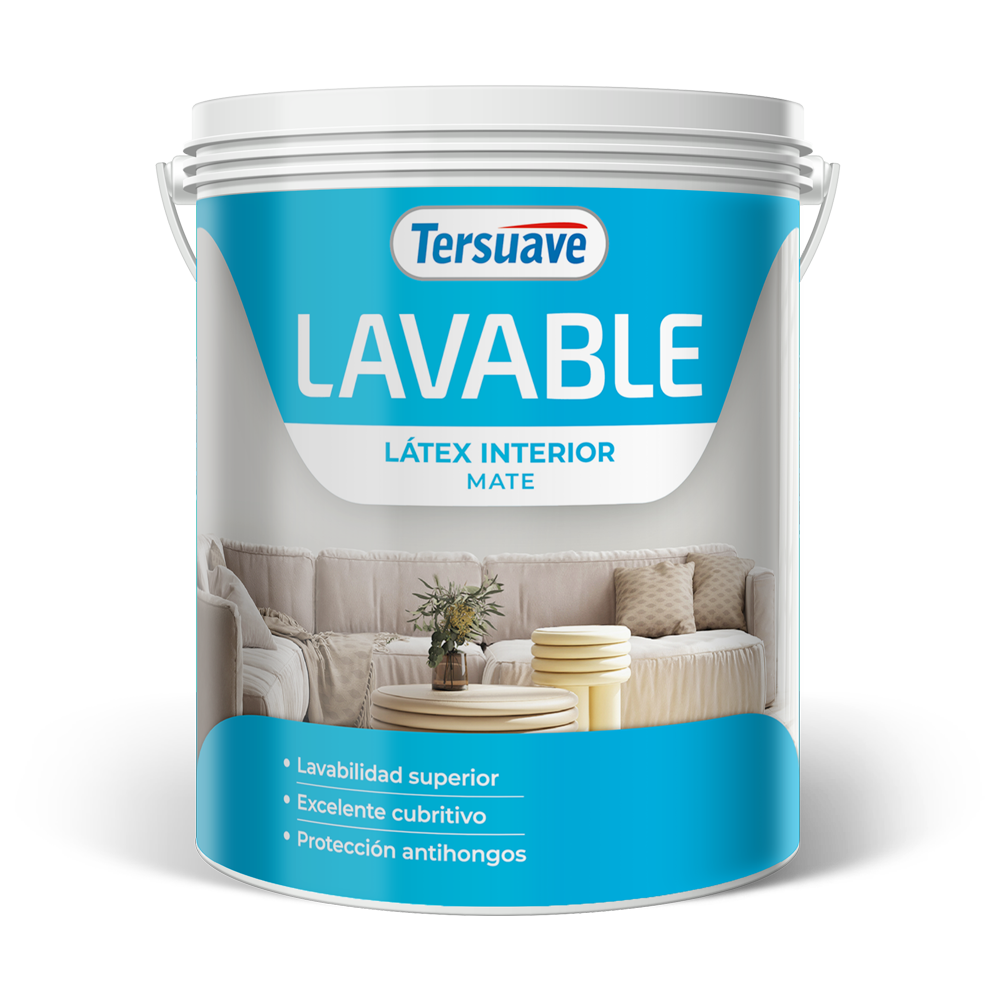 Tersuave
LAVABLE
LÁTEX INTERIOR
MATE
• Lavabilidad superior
• Excelente cubritivo
• Protección antihongos